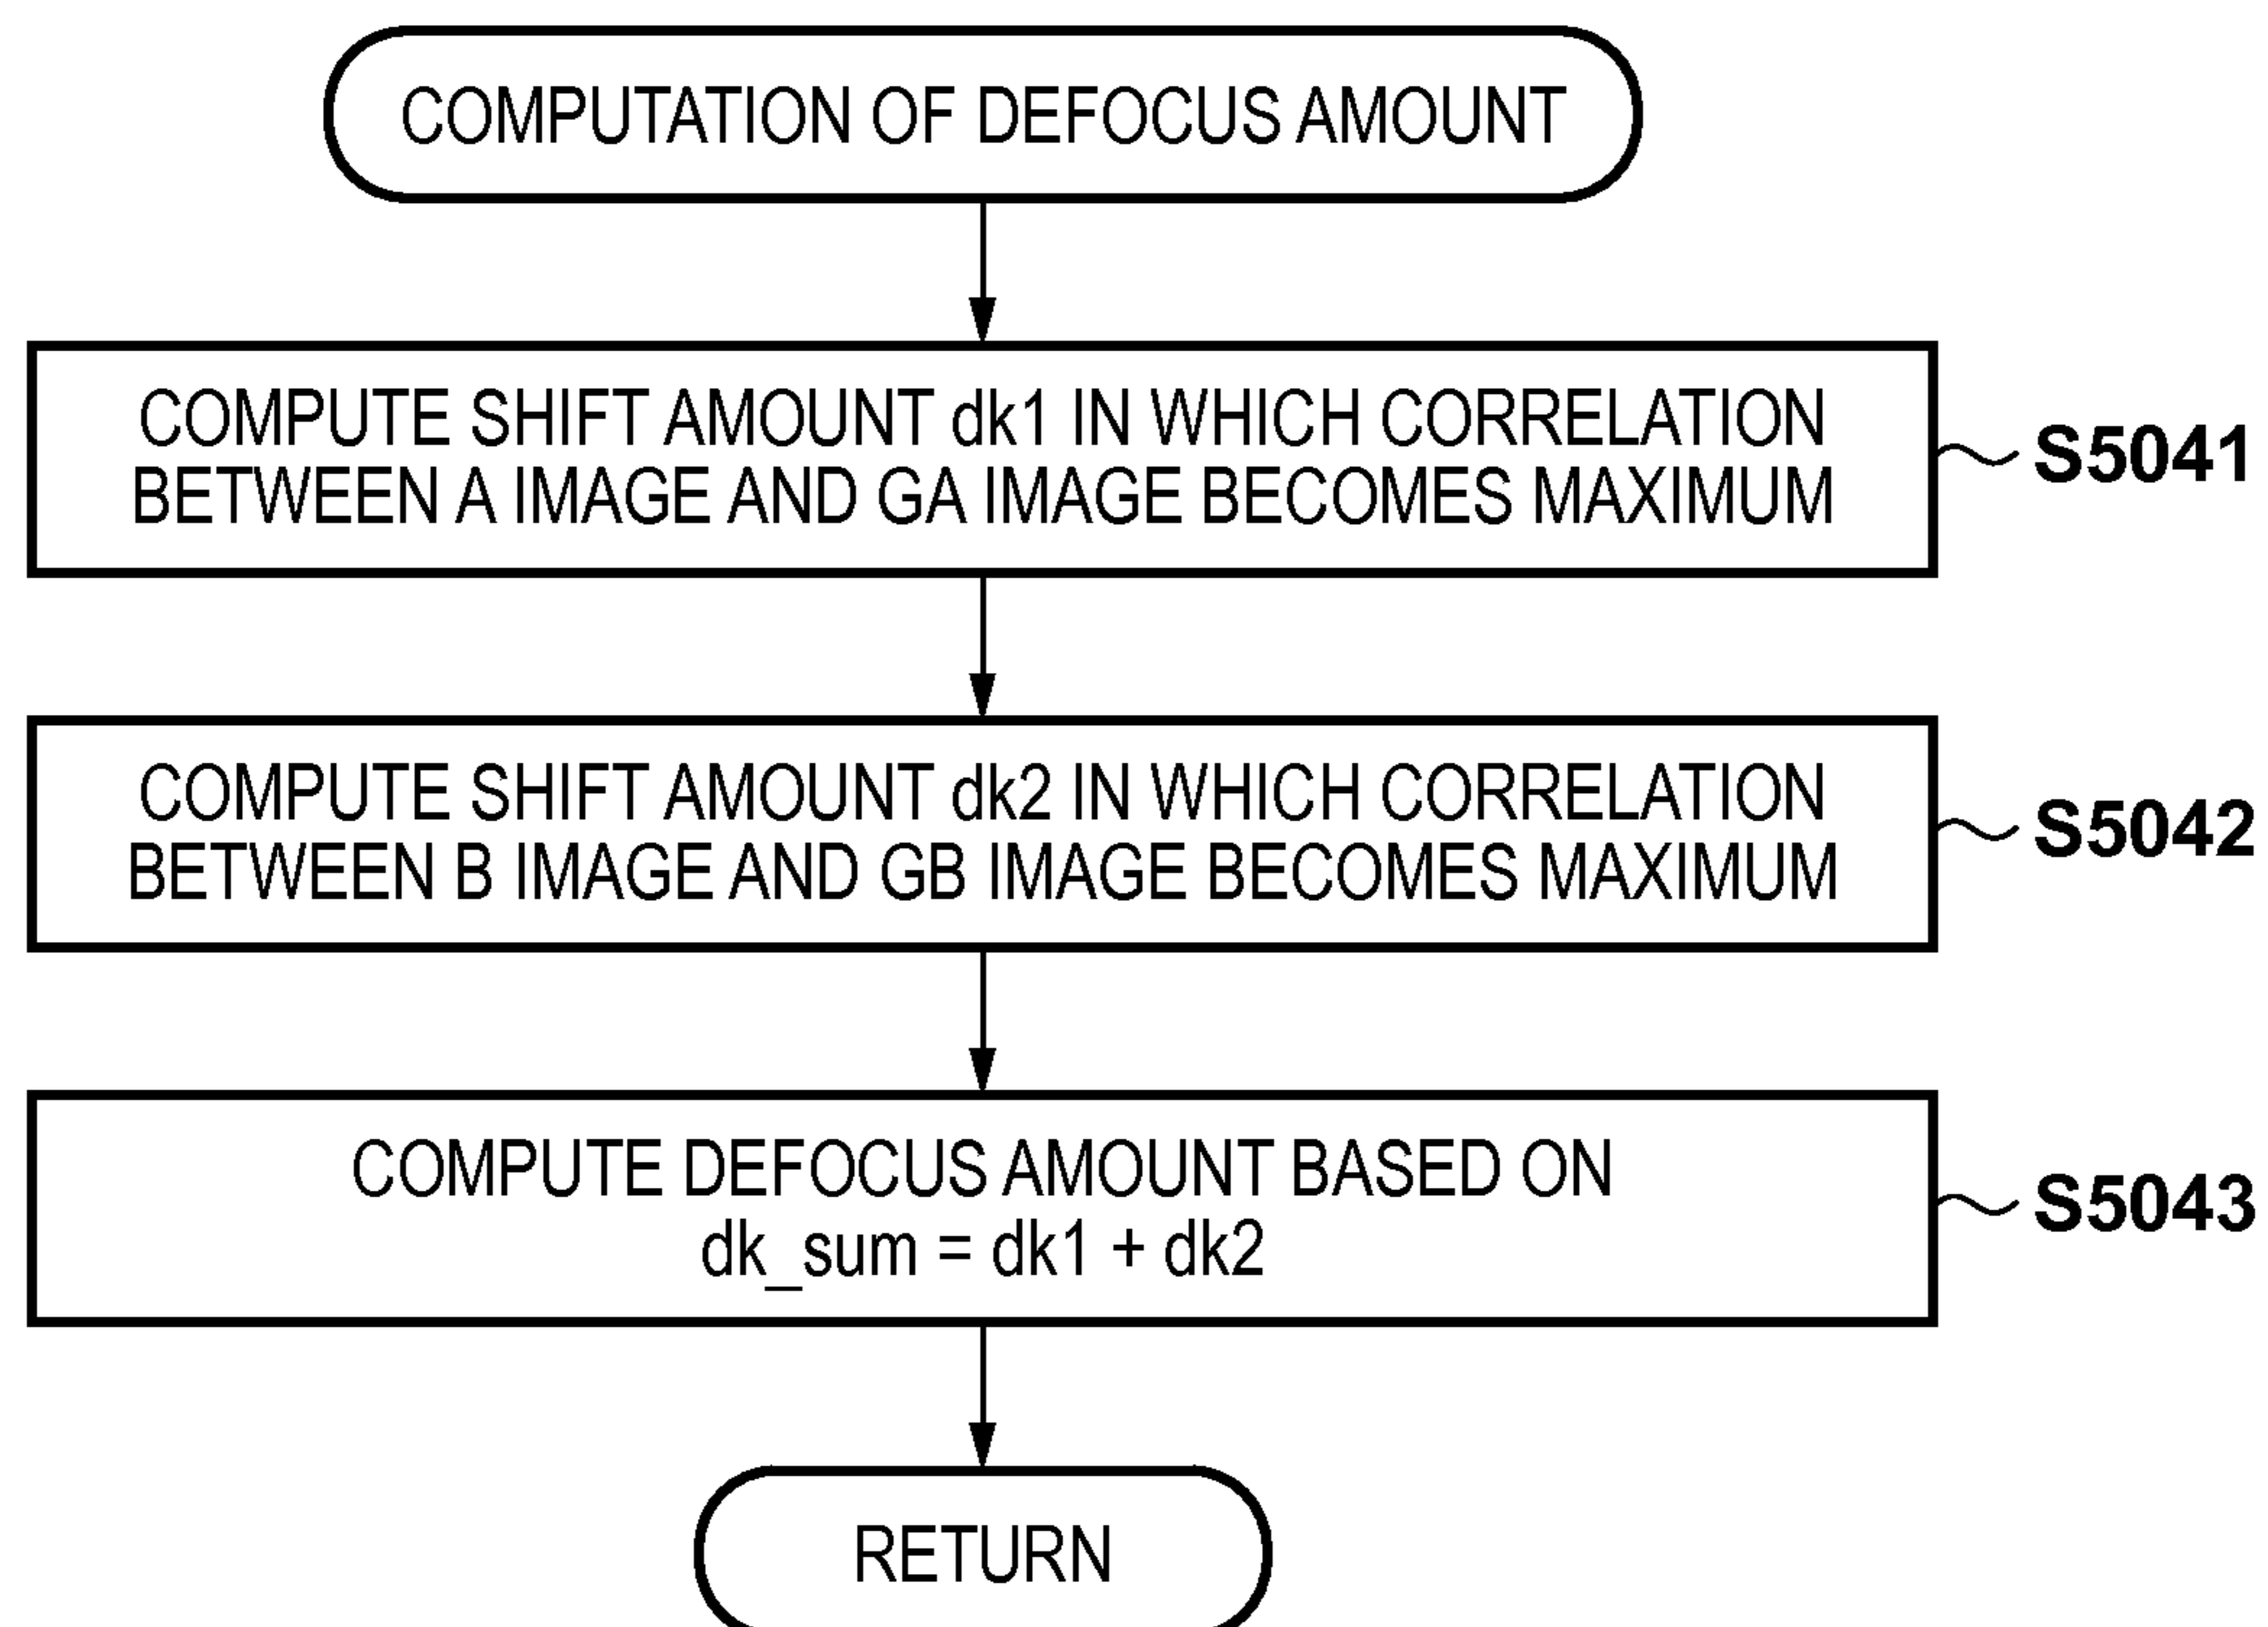 COMPUTATION OF DEFOCUS AMOUNT
COMPUTE SHIFT AMOUNT dk1 IN WHICH CORRELATION
BETWEEN A IMAGE AND GA IMAGE BECOMES MAXIMUM
S5041
COMPUTE SHIFT AMOUNT dk2 IN WHICH CORRELATION
BETWEEN B IMAGE AND GB IMAGE BECOMES MAXIMUM
S5042
COMPUTE DEFOCUS AMOUNT BASED ON
dk_sum = dk1 + dk2
S5043
RETURN